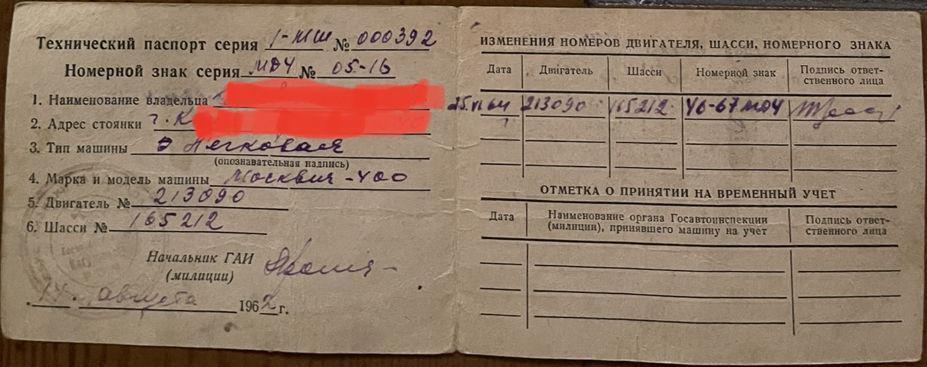 Технический паспорт серия I-МШ № 000392
Номерной знак серия МДЧ № 05-16
1. Наименование владельца
2. Адрес стоянки г. К
3. Тип машины Легковая
(опознавательная надпись)
4. Марка и модель машины Москвич-400
5. Двигатель № 213090
6. Шасси № 165212
Начальник ГАИ
(милиции)
августа 1962 г.
ИЗМЕНЕНИЯ НОМЕРОВ ДВИГАТЕЛЯ, ШАССИ, НОМЕРНОГО ЗНАКА
Дата Двигатель Шасси Номерной знак Подпись ответ-
ственного лица
213090 165212 46-67 МДЧ
ОТМЕТКА О ПРИНЯТИИ НА ВРЕМЕННЫЙ УЧЕТ
Дата Наименование органа Госавтоинспекции
(милиции), принявшего машину на учет Подпись ответ-
ственного лица